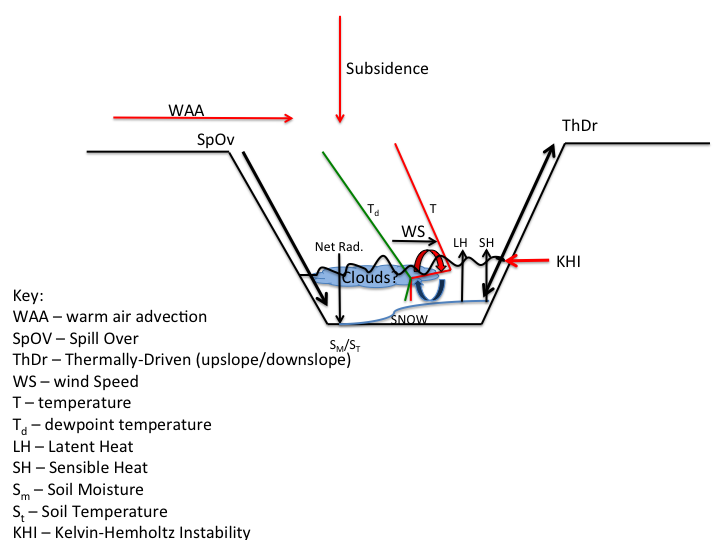 Subsidence
WAA
ThDr
SpOv
T_d
T
WS
LH
SH
Net Rad.
KHI
Clouds?
SNOW
S_M/S_T
Key:
WAA – warm air advection
SpOV – Spill Over
ThDr – Thermally-Driven (upslope/downslope)
WS – wind Speed
T – temperature
T_d – dewpoint temperature
LH – Latent Heat
SH – Sensible Heat
S_m – Soil Moisture
S_t – Soil Temperature
KHI – Kelvin-Hemholtz Instability